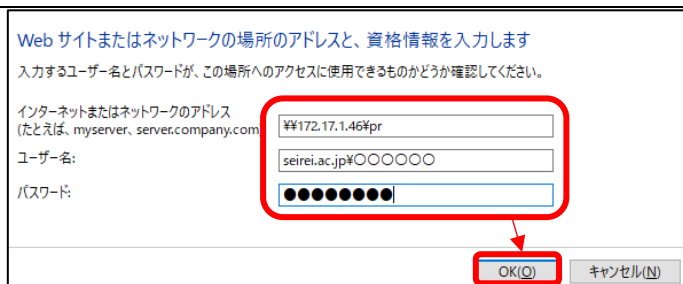 Web サイトまたはネットワークの場所のアドレスと、資格情報を入力します
入力するユーザー名とパスワードが、この場所へのアクセスに使用できるものかどうか確認してください。
インターネットまたはネットワークのアドレス
(たとえば、myserver、server.company.com
¥¥172.17.1.46¥pr
ユーザー名:
seirei.ac.jp¥〇〇〇〇〇〇
パスワード:
●●●●●●●●
OK(O)
キャンセル(N)